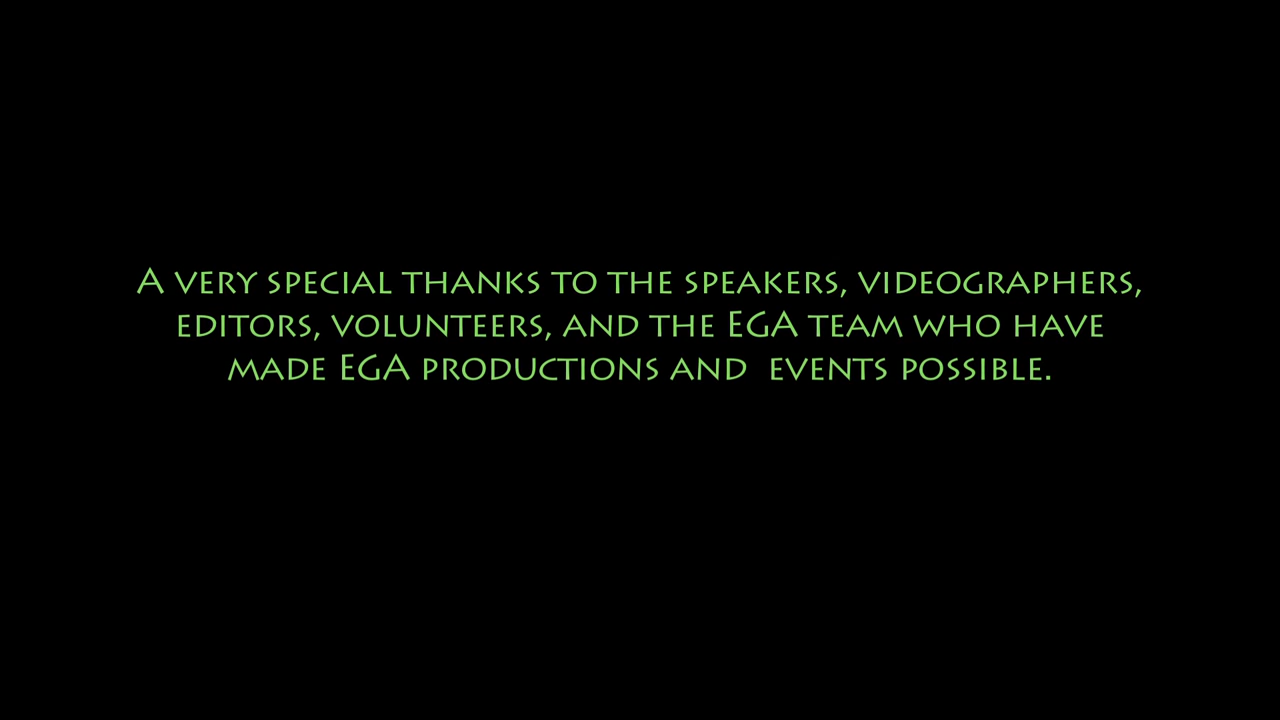 A very special thanks to the speakers, videographers,
editors, volunteers, and the EGA team who have
made EGA productions and  events possible.